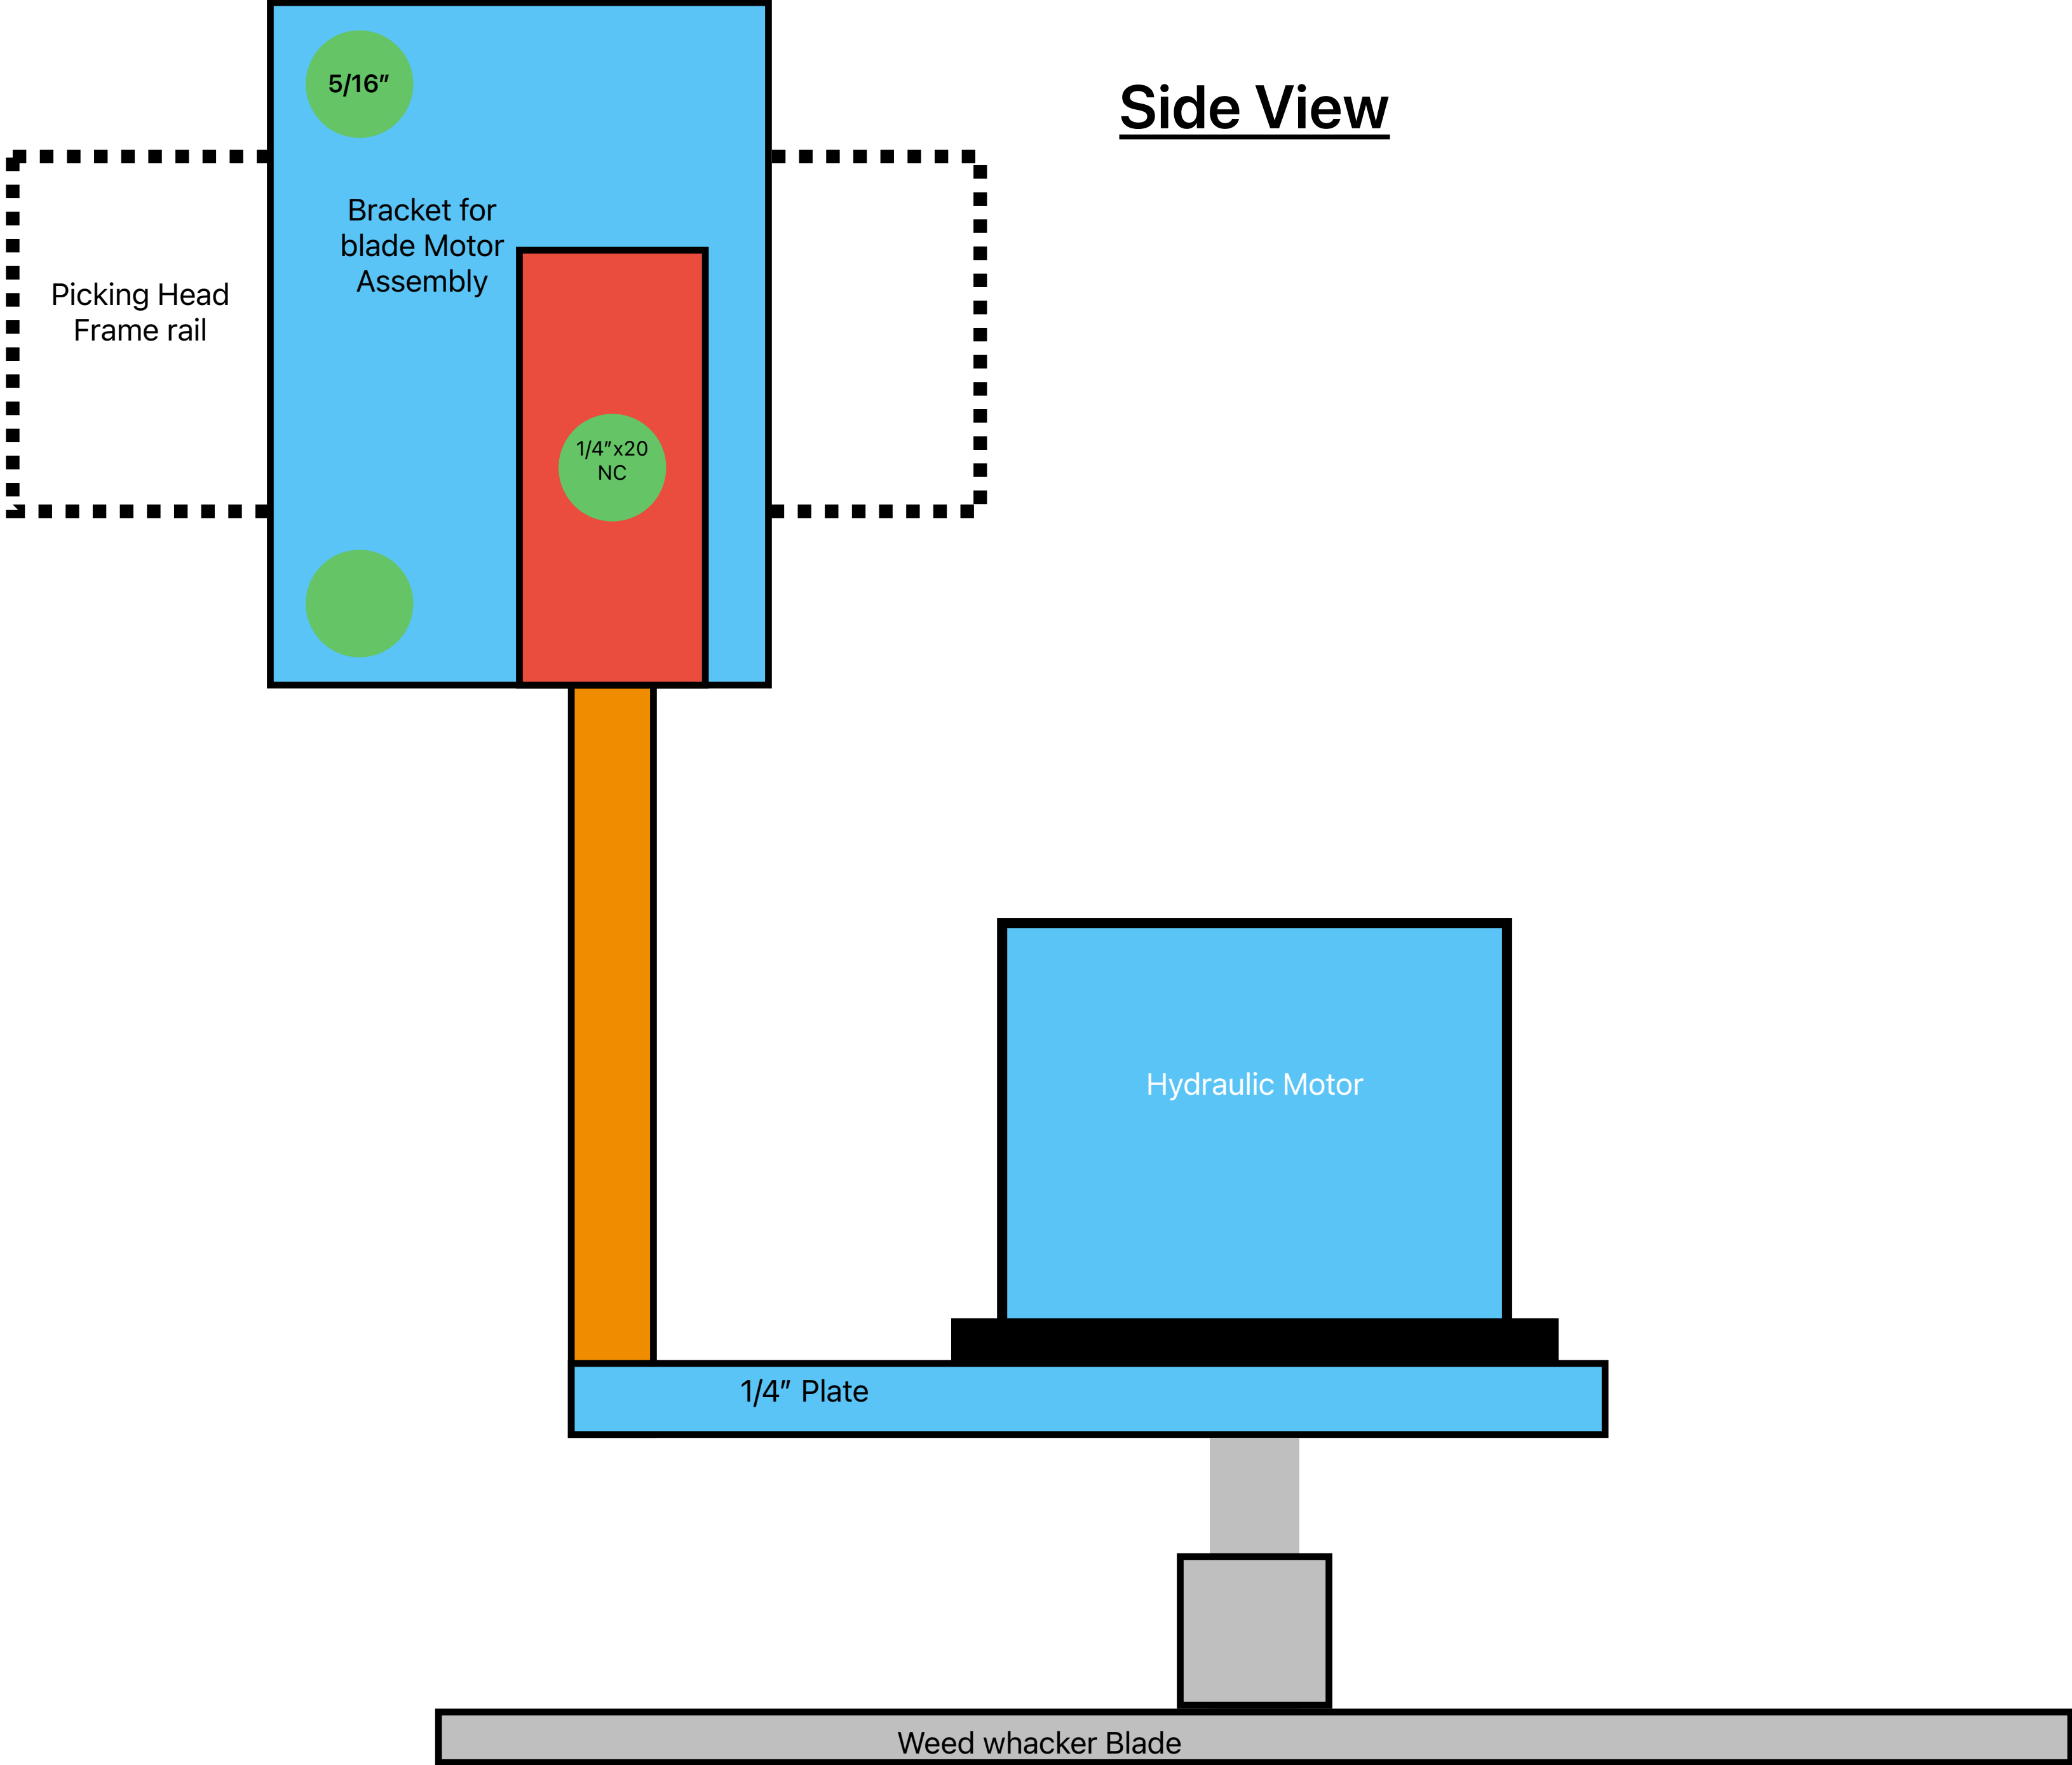 5/16”
Side View
Bracket for
blade Motor
Assembly
Picking Head
Frame rail
1/4”x20
NC
Hydraulic Motor
1/4” Plate
Weed whacker Blade